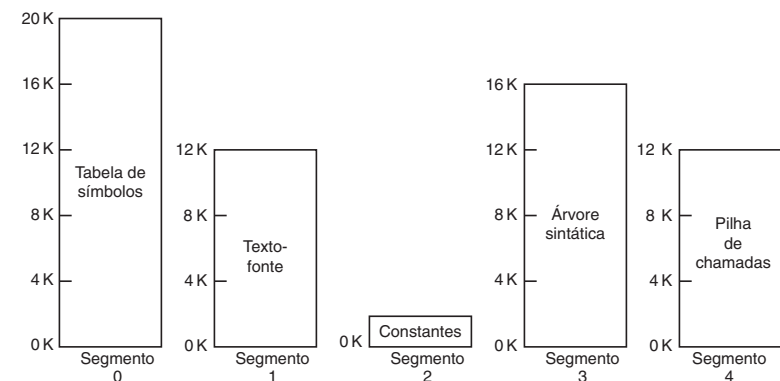 20 K
16 K
12 K
8 K
4 K
0 K
Tabela de
símbolos
Segmento
0
12 K
8 K
4 K
0 K
Texto-
fonte
Segmento
1
0 K
Constantes
Segmento
2
16 K
12 K
8 K
4 K
0 K
Árvore
sintática
Segmento
3
12 K
8 K
4 K
0 K
Pilha
de
chamadas
Segmento
4